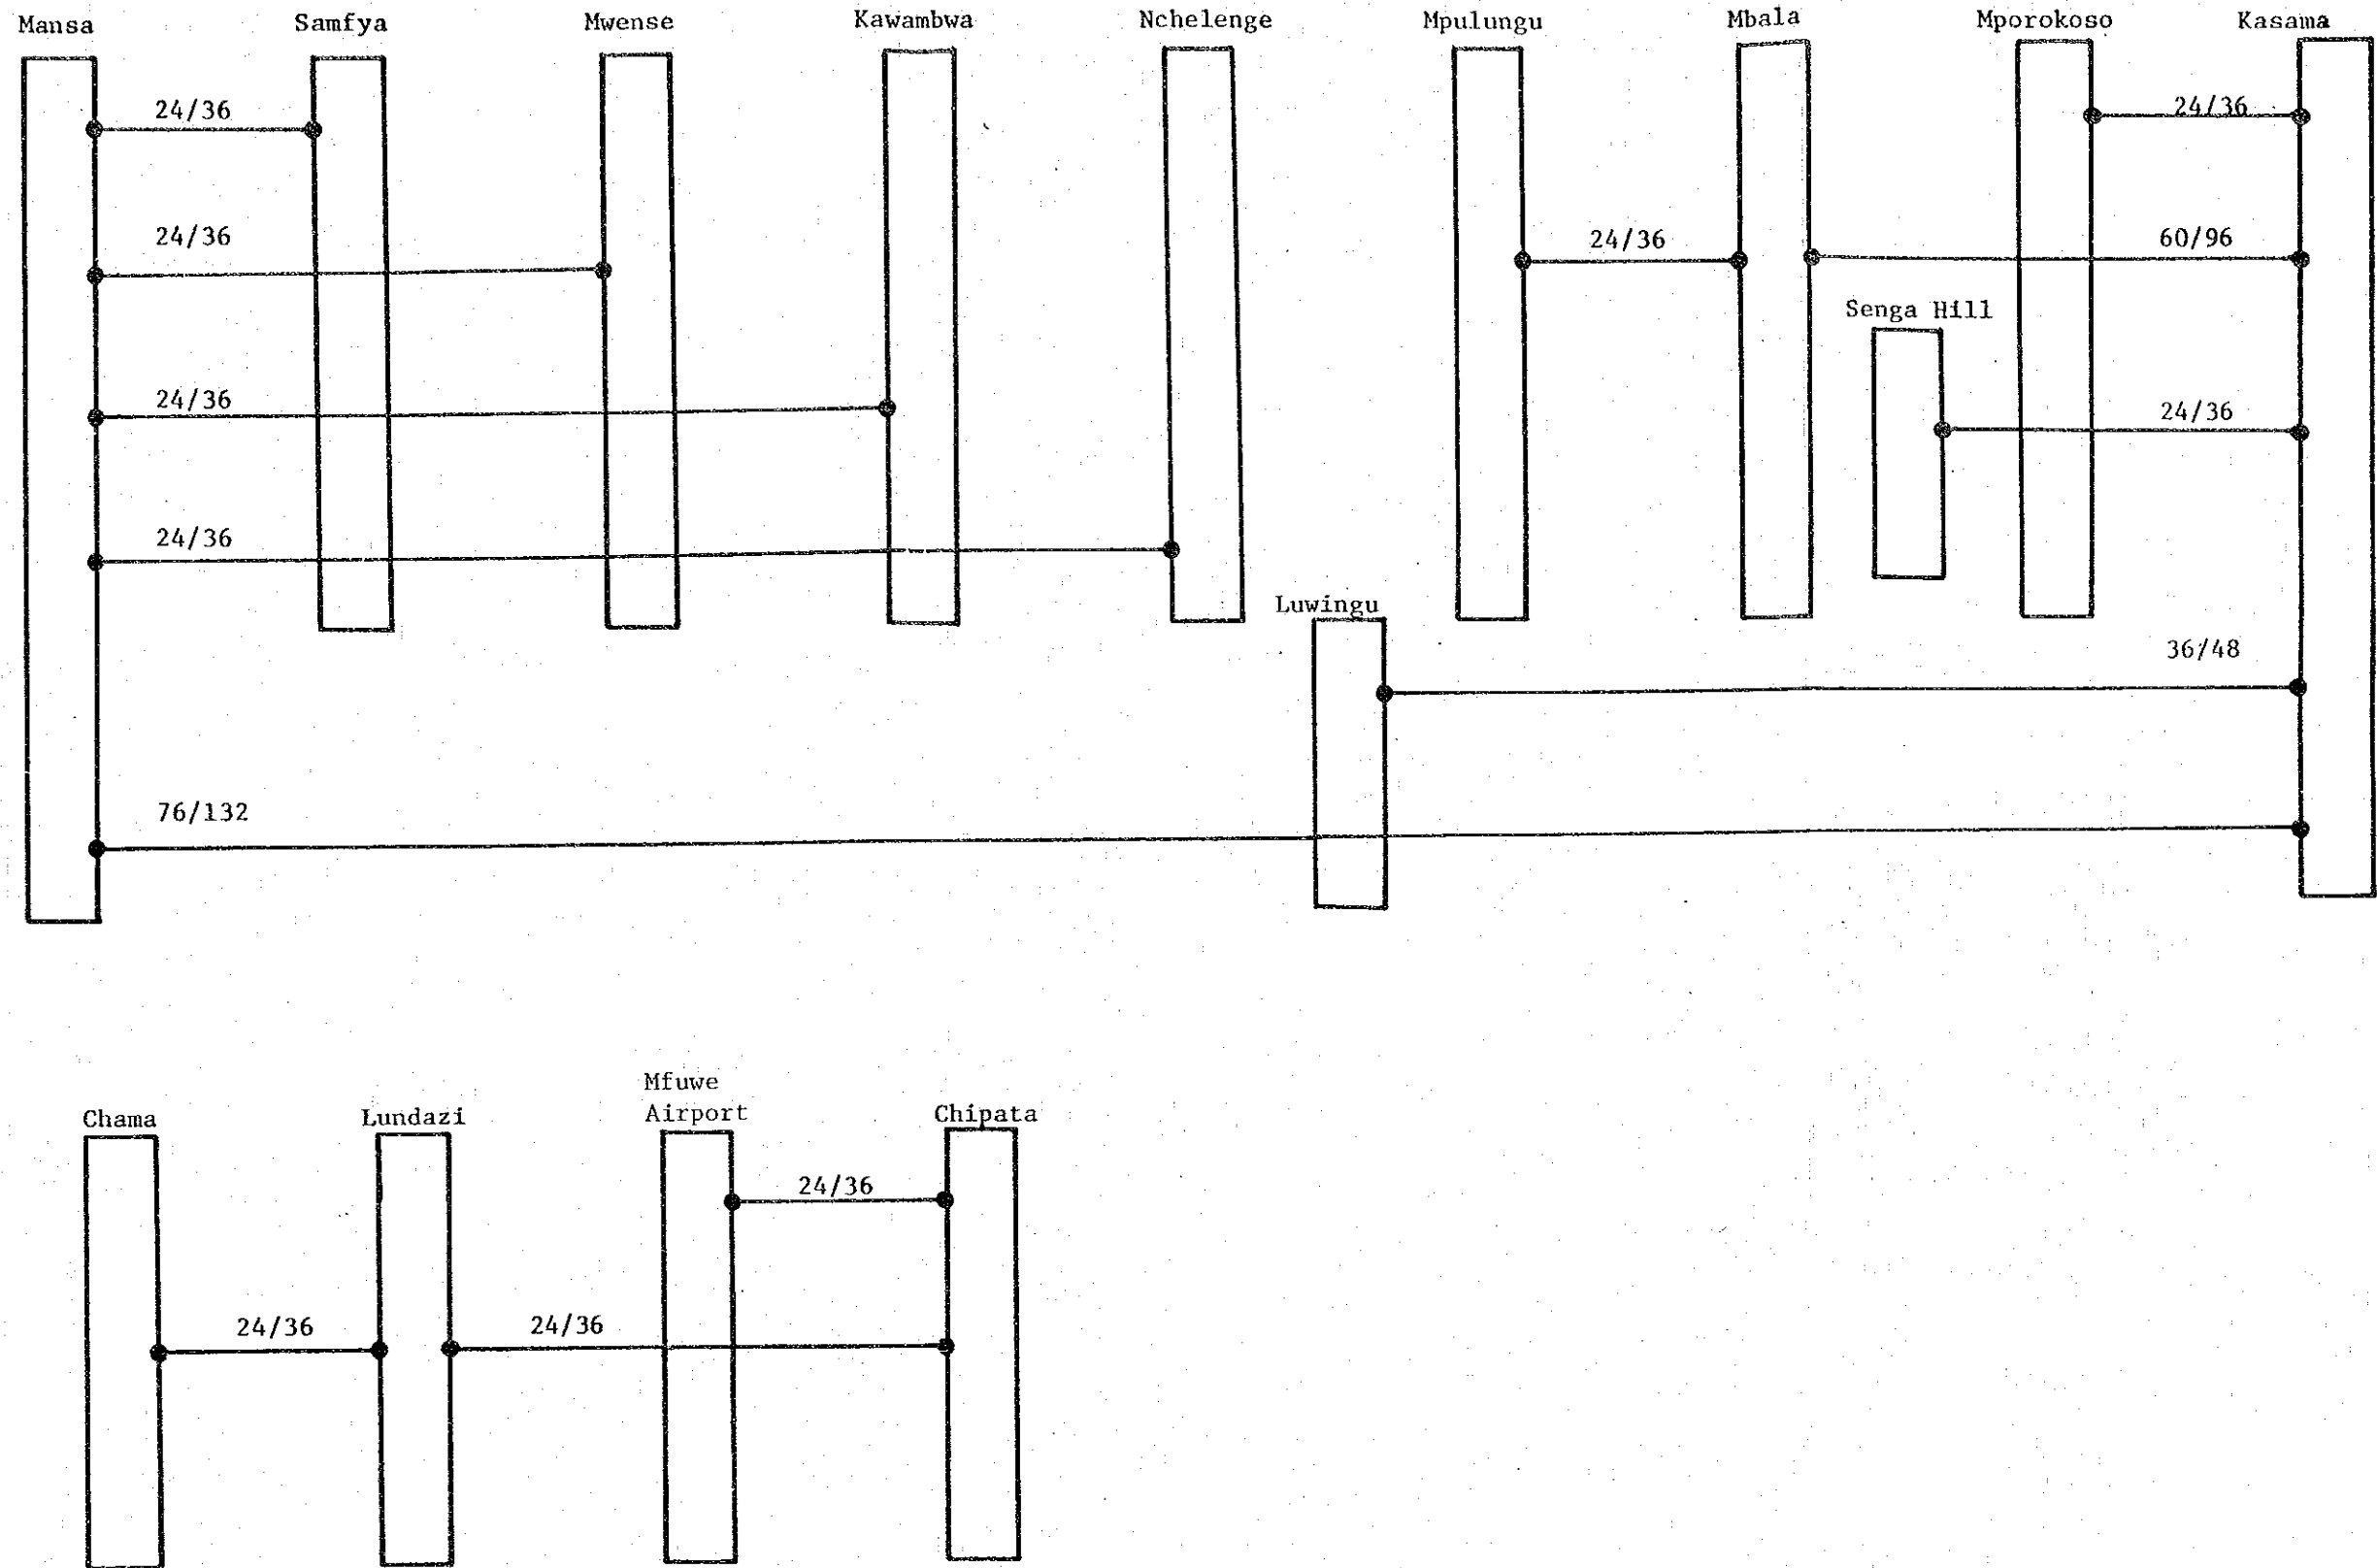 Mansa
Samfya
Mwense
Kawambwa
Nchelenge
Mpulungu
Mbala
Mporokoso
Kasama
24/36
24/36
24/36
24/36
60/96
Senga Hill
24/36
24/36
24/36
Luwingu
36/48
76/132
Chama
Lundazi
Mfuwe
Airport
Chipata
24/36
24/36
24/36